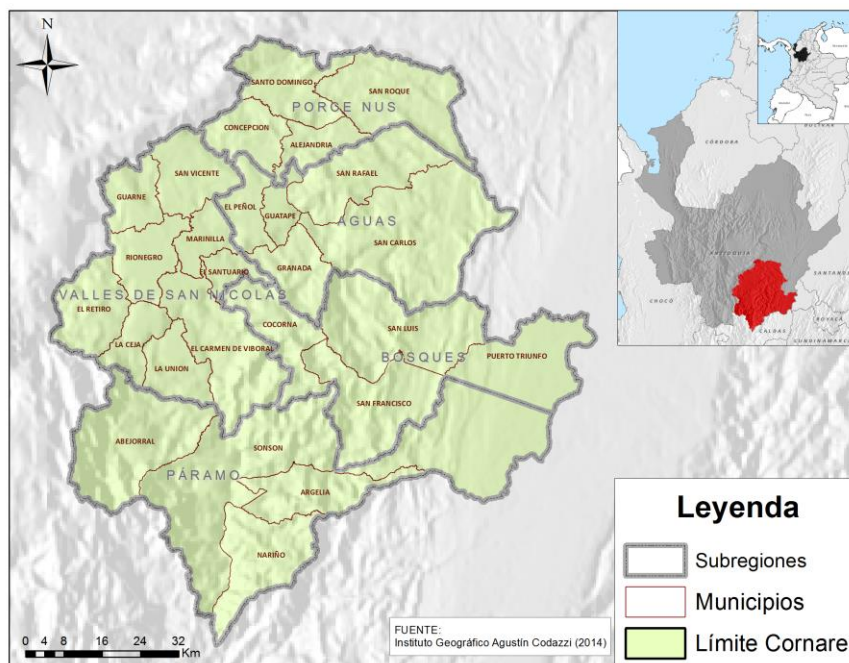 N
SANTO DOMINGO
SAN ROQUE
PORCE NUS
CONCEPCION
ALEJANDRIA
SAN VICENTE
SAN RAFAEL
GUARNE
EL PEÑOL
GUATAPE
AGUAS
MARINILLA
SAN CARLOS
RIONEGRO
GRANADA
EL SANTUARIO
VALLES DE SAN NICOLAS
EL RETIRO
COCORNA
SAN LUIS
LA CEJA
EL CARMEN DE VIBORAL
BOSQUES
PUERTO TRIUNFO
LA UNION
SAN FRANCISCO
ABEJORRAL
SONSON
PÁRAMO
ARGELIA
NARIÑO
0 4 8 16 24 32
Km
FUENTE:
Instituto Geográfico Agustín Codazzi (2014)
CÓRDOBA
ANTIOQUIA
SANTANDER
CHOCÓ
BOYACÁ
CALDAS
CUNDINAMARCA
Leyenda
Subregiones
Municipios
Límite Cornare